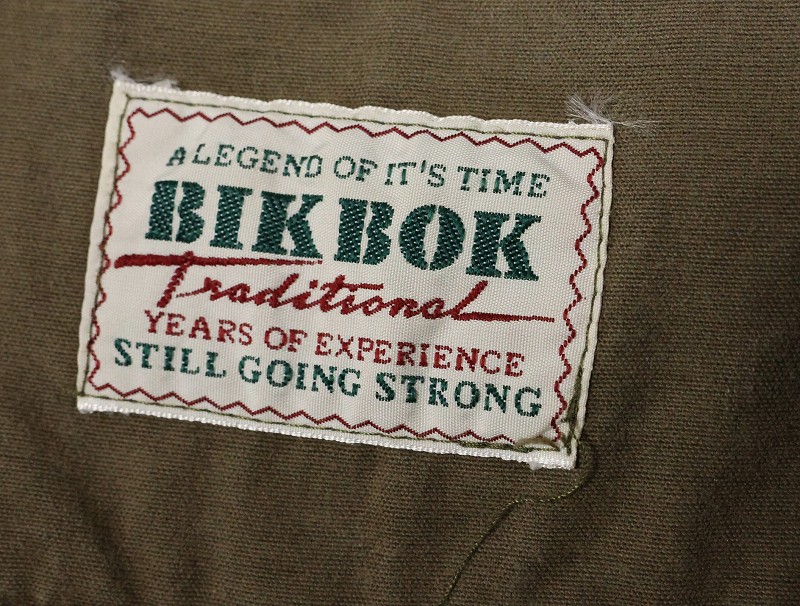 A LEGEND OF IT'S TIME
BIKBOK
Traditional
YEARS OF EXPERIENCE
STILL GOING STRONG